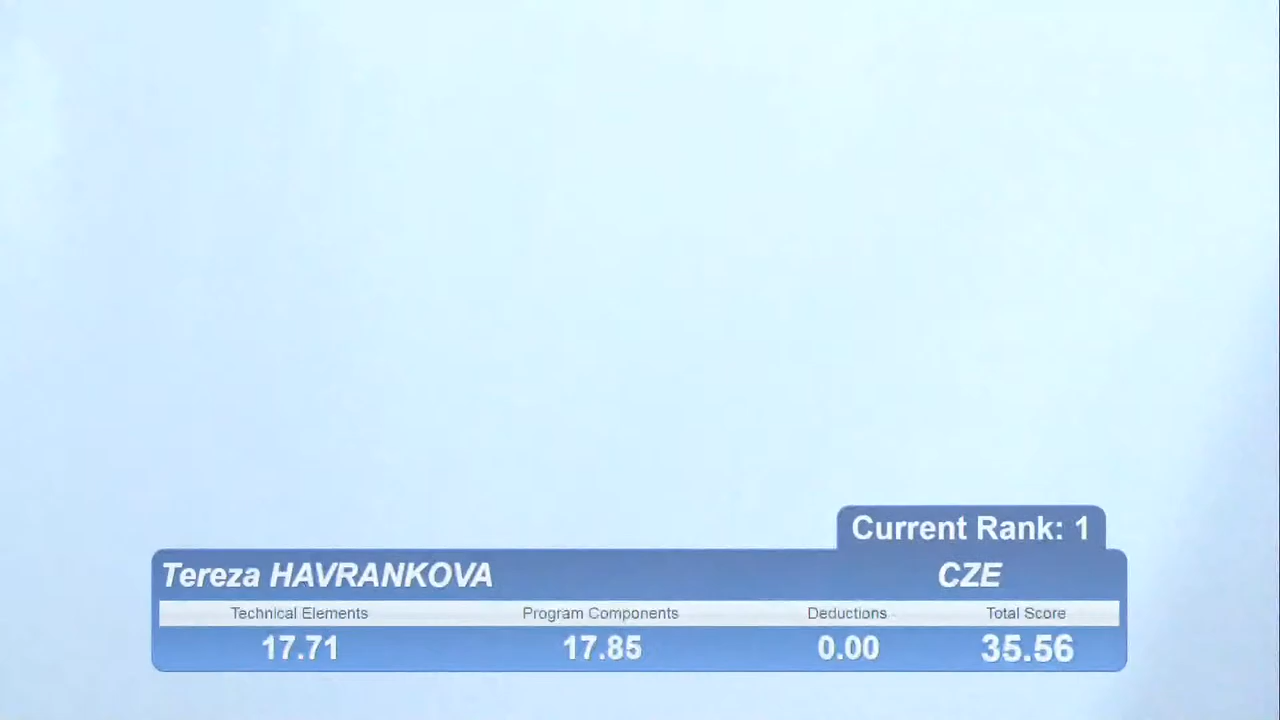 Current Rank: 1
Tereza HAVRANKOVA CZE
Technical Elements Program Components Deductions Total Score
17.71 17.85 0.00 35.56